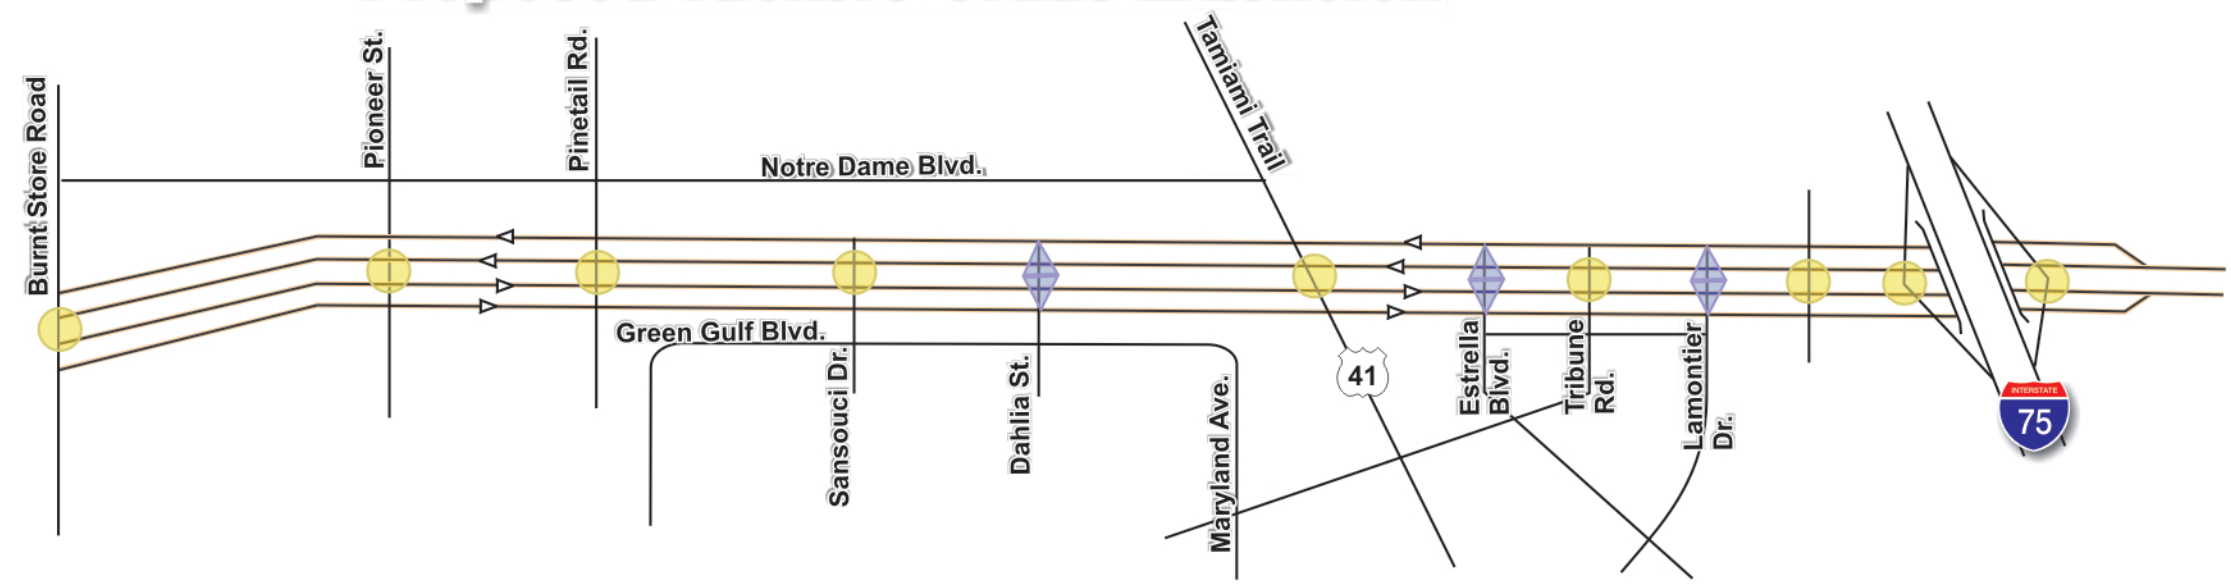 Burnt Store Road
Pioneer St.
Pinetail Rd.
Notre Dame Blvd.
Tamiami Trail
Green Gulf Blvd.
Sansouci Dr.
Dahlia St.
Maryland Ave.
41
Estrella
Blvd.
Tribune
Rd.
Lamontier
Dr.
INTERSTATE
75